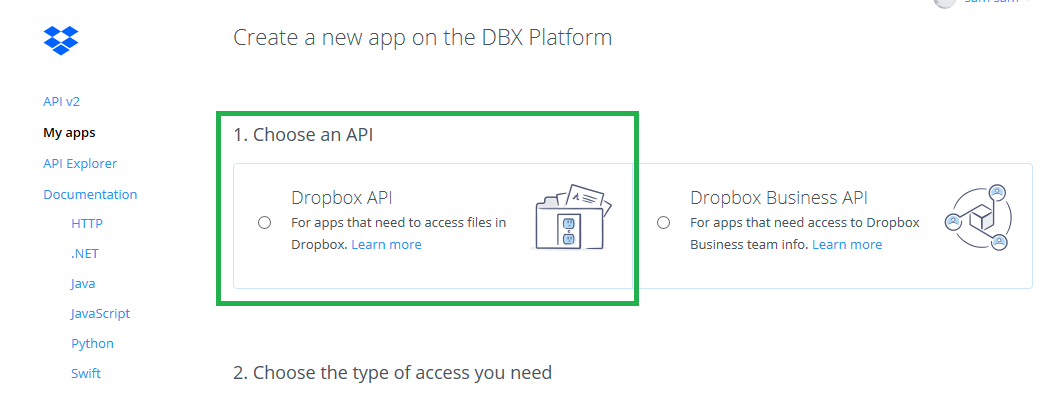 Create a new app on the DBX Platform
API v2
My apps
API Explorer
Documentation
HTTP
.NET
Java
JavaScript
Python
Swift
1. Choose an API
Dropbox API
For apps that need to access files in
Dropbox. Learn more
Dropbox Business API
For apps that need access to Dropbox
Business team info. Learn more
2. Choose the type of access you need